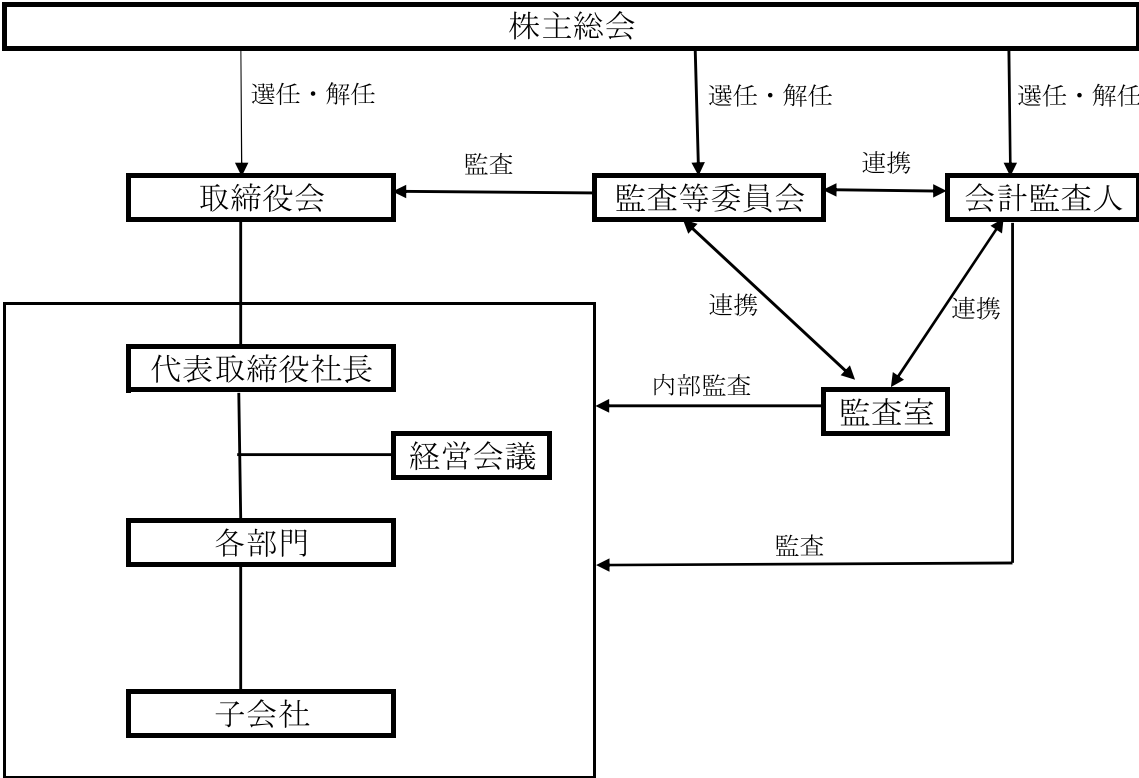 株主総会
選任・解任
選任・解任
選任・解任
監査
連携
取締役会
監査等委員会
会計監査人
連携
連携
代表取締役社長
内部監査
監査室
経営会議
各部門
監査
子会社